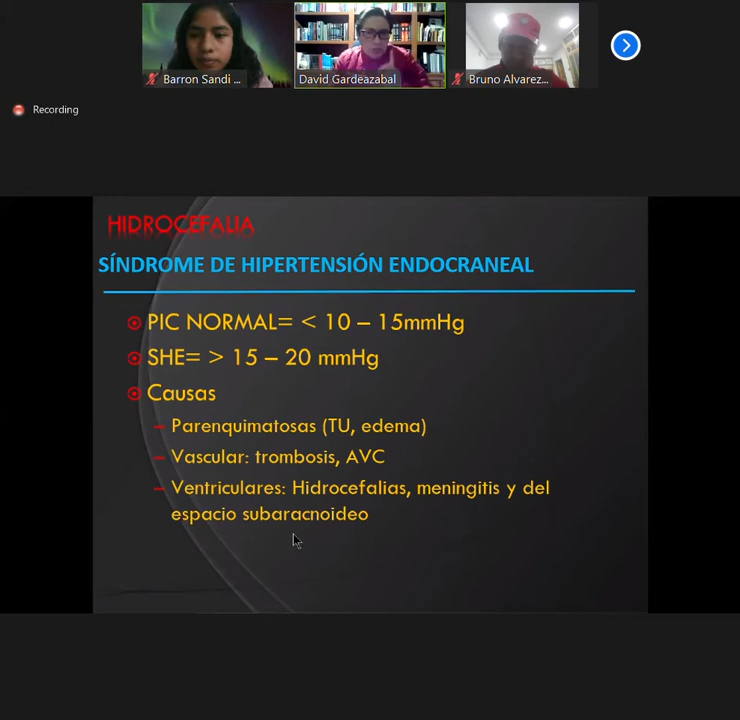 Barron Sandi ...
David Gardeazabal
Bruno Alvarez...
Recording
HIDROCEFALIA
SÍNDROME DE HIPERTENSIÓN ENDOCRANEAL
PIC NORMAL= < 10 – 15mmHg
SHE= > 15 – 20 mmHg
Causas
– Parenquimatosas (TU, edema)
– Vascular: trombosis, AVC
– Ventriculares: Hidrocefalias, meningitis y del
espacio subaracnoideo